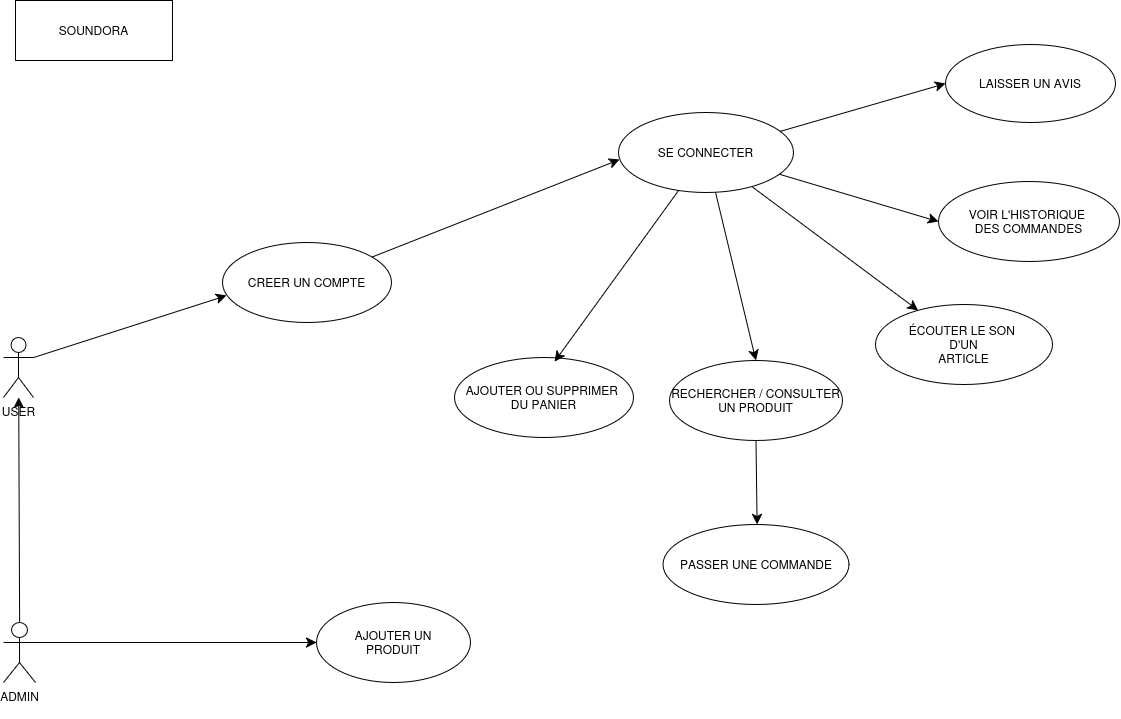 SOUNDORA
LAISSER UN AVIS
SE CONNECTER
VOIR L'HISTORIQUE
DES COMMANDES
CREER UN COMPTE
ÉCOUTER LE SON
D'UN
ARTICLE
AJOUTER OU SUPPRIMER
DU PANIER
RECHERCHER / CONSULTER
UN PRODUIT
USER
PASSER UNE COMMANDE
AJOUTER UN
PRODUIT
ADMIN